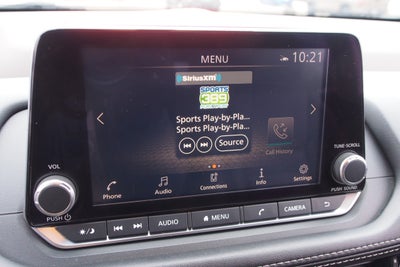 MENU 10:21
SiriusXM
SPORTS
389
Sports Play-by-Pla...
Sports Play-by-Pla...
Source
Call History
Phone Audio Connections Info Settings
VOL
PUSH
TUNE·SCROLL
PUSH SOUND
AUDIO MENU CAMERA